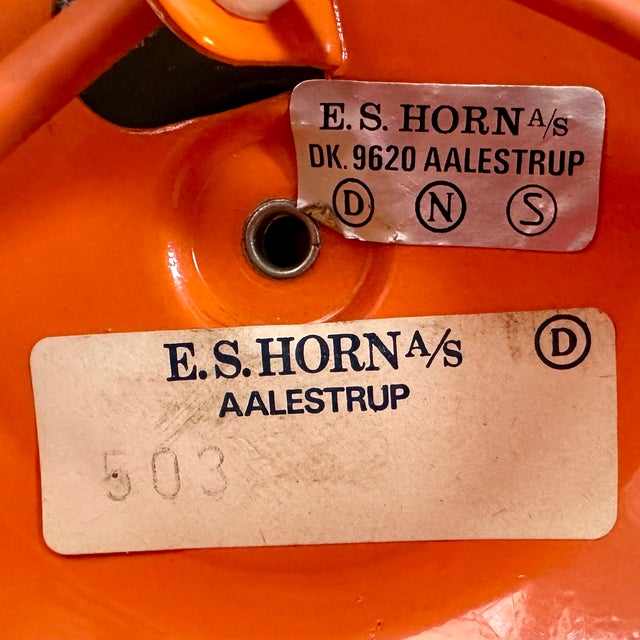 E. S. HORN A/S
DK. 9620 AALESTRUP
D N S
E. S. HORN A/S
D
AALESTRUP
503